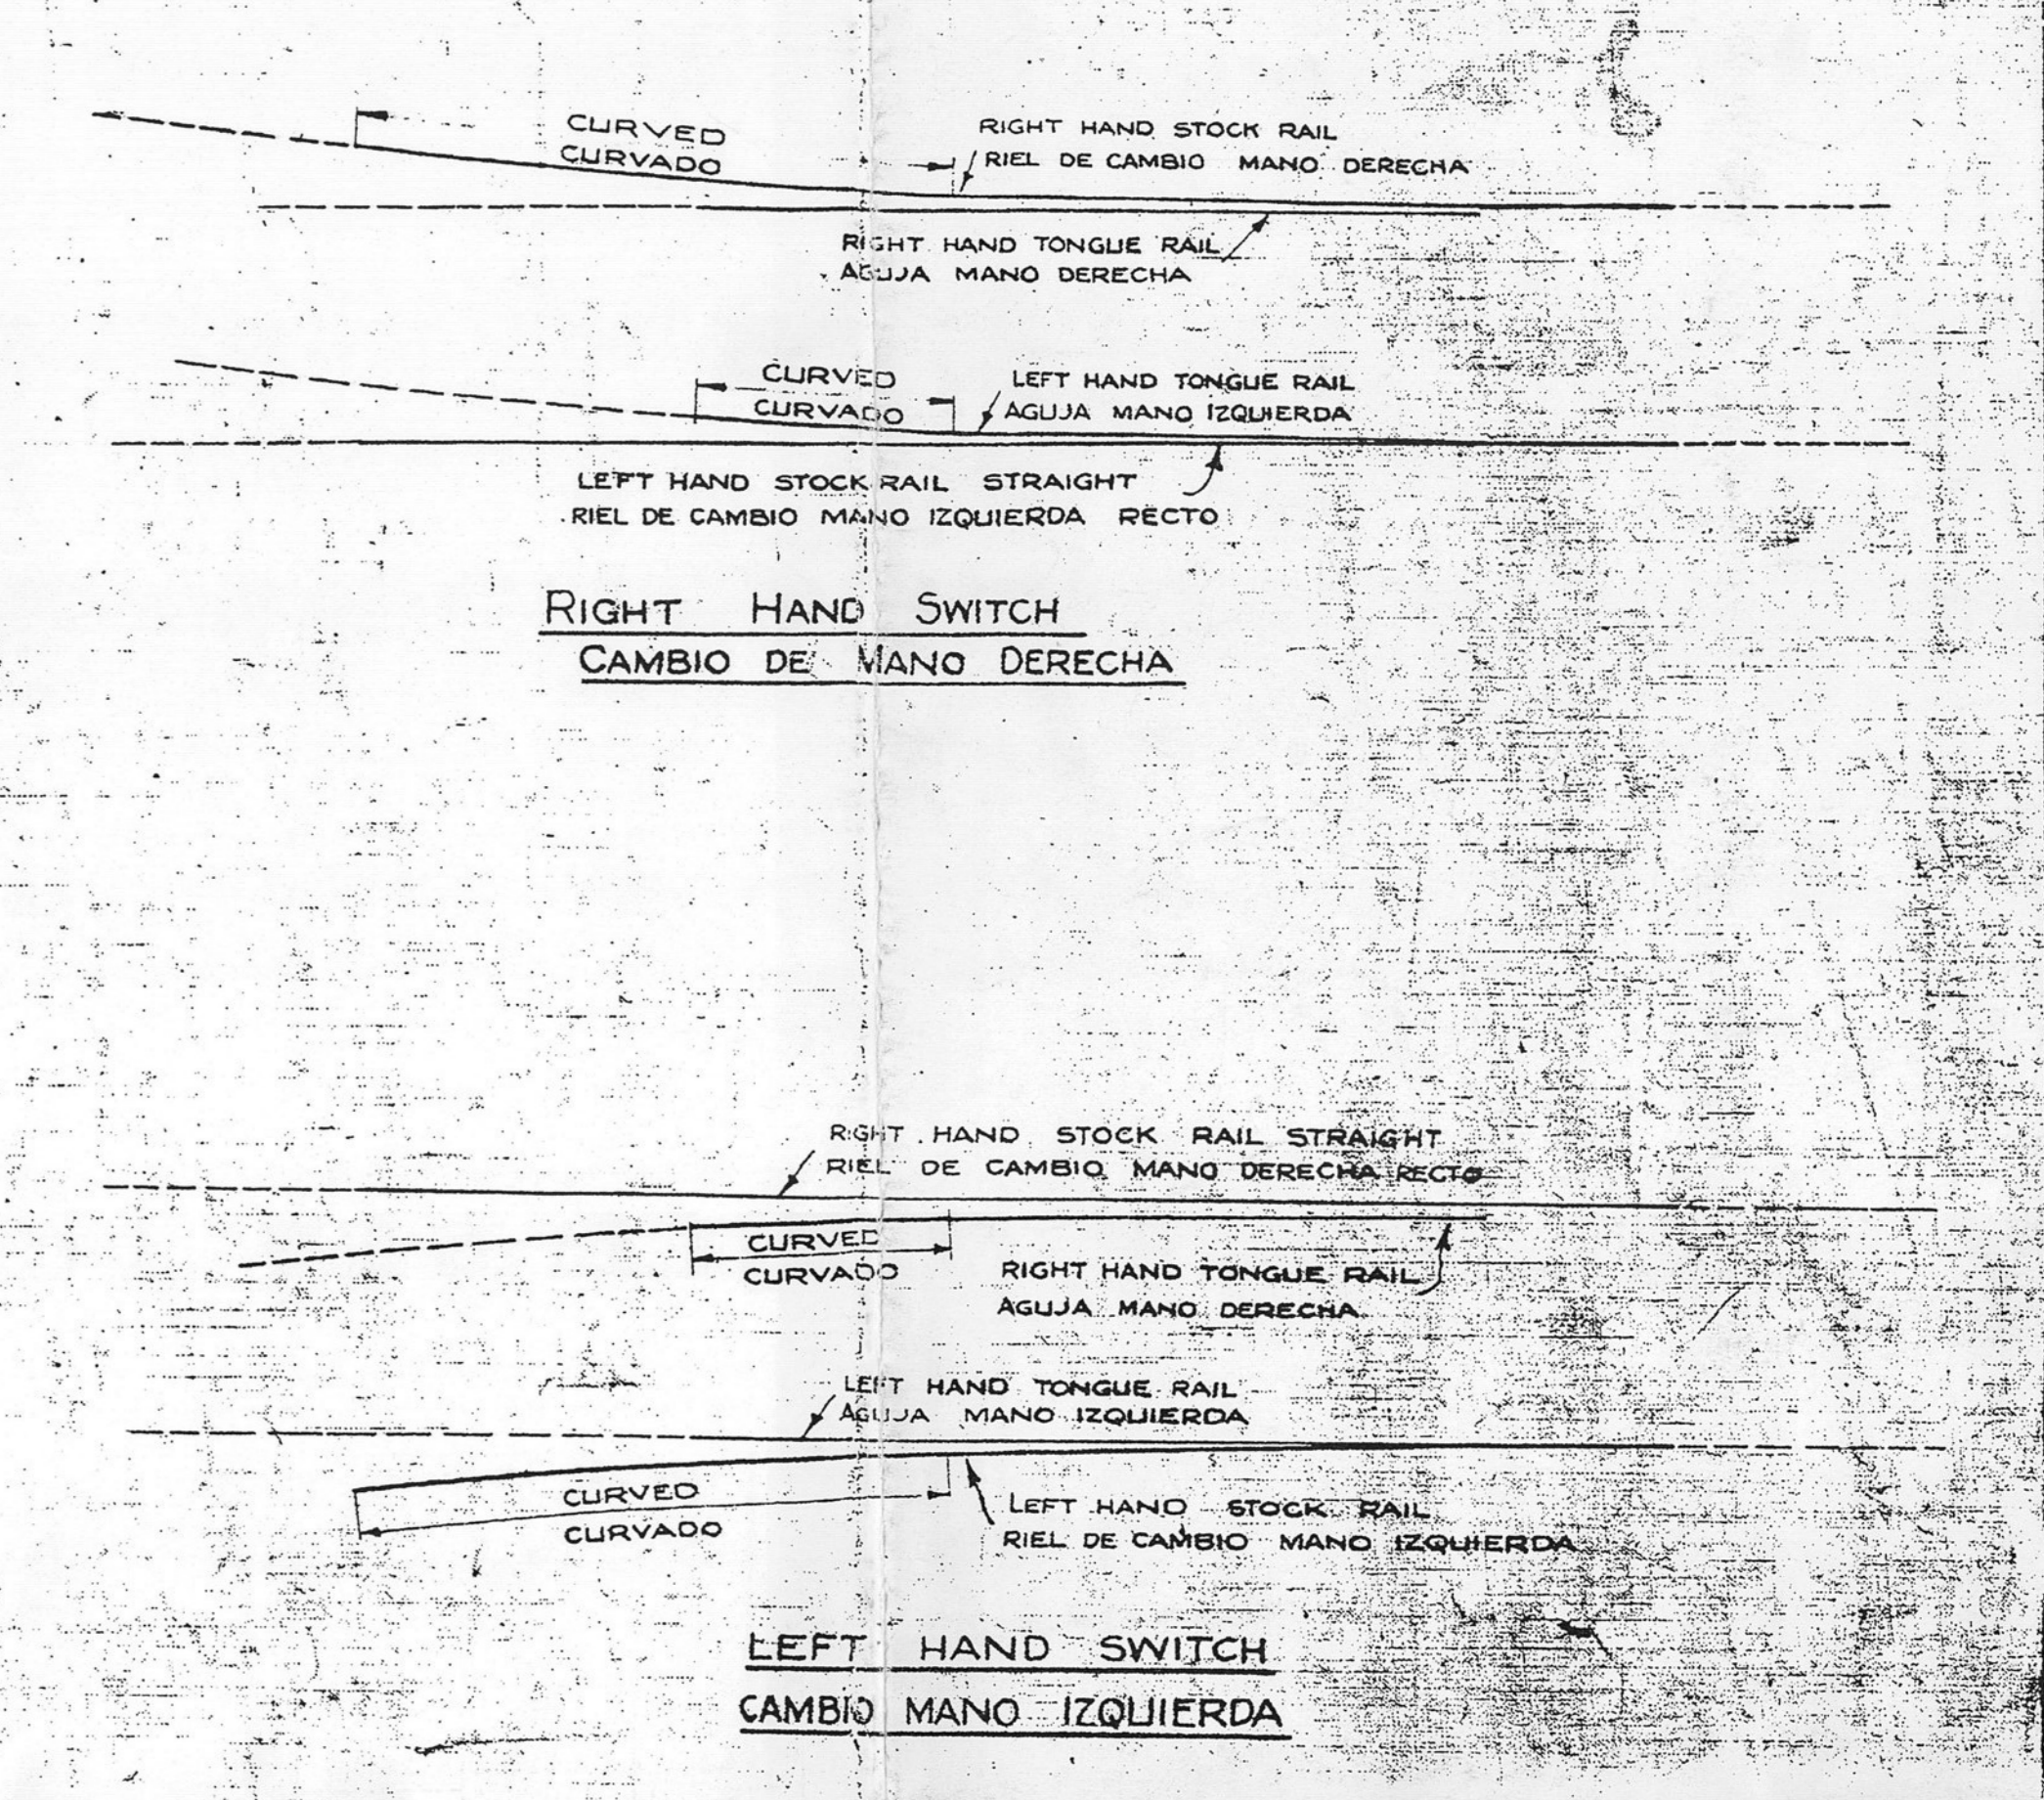 CURVED
CURVADO
RIGHT HAND STOCK RAIL
RIEL DE CAMBIO MANO DERECHA
RIGHT HAND TONGUE RAIL
AGUJA MANO DERECHA
CURVED
CURVADO
LEFT HAND TONGUE RAIL
AGUJA MANO IZQUIERDA
LEFT HAND STOCK RAIL STRAIGHT
RIEL DE CAMBIO MANO IZQUIERDA RECTO
RIGHT HAND SWITCH
CAMBIO DE MANO DERECHA
RIGHT HAND STOCK RAIL STRAIGHT
RIEL DE CAMBIO MANO DERECHA RECTO
CURVED
CURVADO
RIGHT HAND TONGUE RAIL
AGUJA MANO DERECHA
LEFT HAND TONGUE RAIL
AGUJA MANO IZQUIERDA
CURVED
CURVADO
LEFT HAND STOCK RAIL
RIEL DE CAMBIO MANO IZQUIERDA
LEFT HAND SWITCH
CAMBIO MANO IZQUIERDA